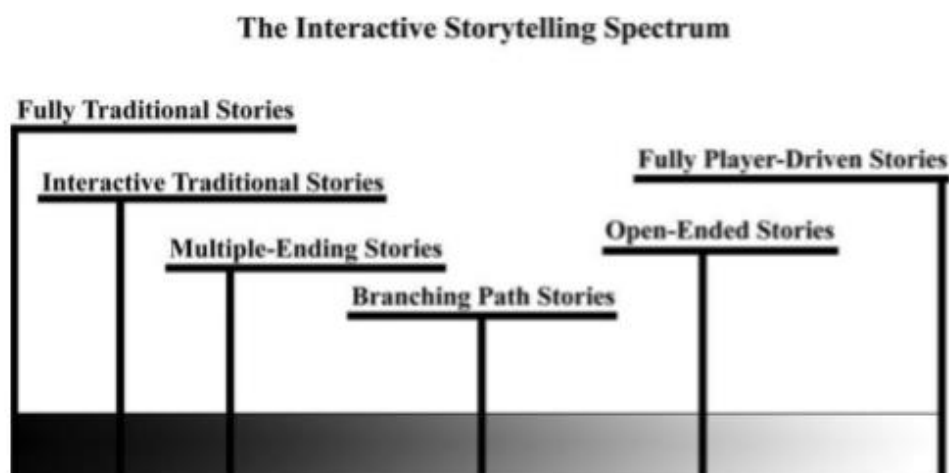 The Interactive Storytelling Spectrum
Fully Traditional Stories
Fully Player-Driven Stories
Interactive Traditional Stories
Open-Ended Stories
Multiple-Ending Stories
Branching Path Stories